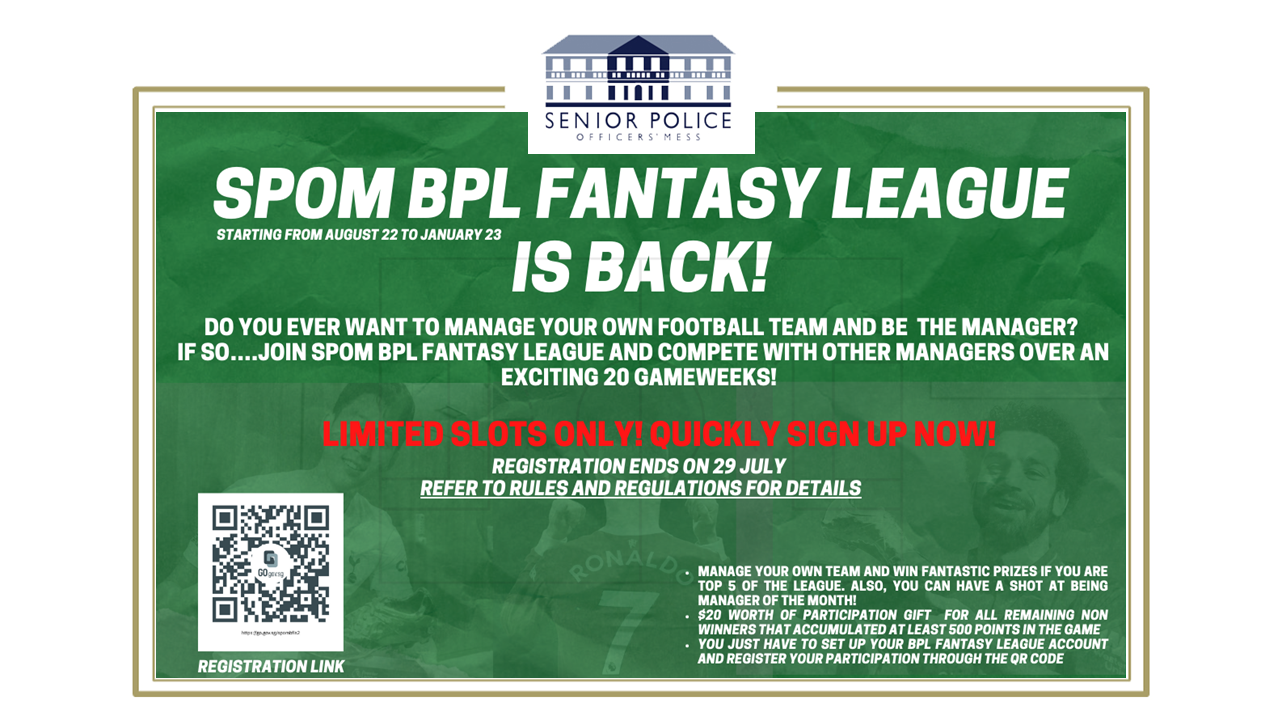 SENIOR POLICE
OFFICERS' MESS
SPOM BPL FANTASY LEAGUE
STARTING FROM AUGUST 22 TO JANUARY 23
IS BACK!
DO YOU EVER WANT TO MANAGE YOUR OWN FOOTBALL TEAM AND BE THE MANAGER?
IF SO....JOIN SPOM BPL FANTASY LEAGUE AND COMPETE WITH OTHER MANAGERS OVER AN
EXCITING 20 GAMEWEEKS!
LIMITED SLOTS ONLY! QUICKLY SIGN UP NOW!
REGISTRATION ENDS ON 29 JULY
REFER TO RULES AND REGULATIONS FOR DETAILS
RONALDO
7
REGISTRATION LINK
• MANAGE YOUR OWN TEAM AND WIN FANTASTIC PRIZES IF YOU ARE
TOP 5 OF THE LEAGUE. ALSO, YOU CAN HAVE A SHOT AT BEING
MANAGER OF THE MONTH!
• $20 WORTH OF PARTICIPATION GIFT FOR ALL REMAINING NON
WINNERS THAT ACCUMULATED AT LEAST 500 POINTS IN THE GAME
• YOU JUST HAVE TO SET UP YOUR BPL FANTASY LEAGUE ACCOUNT
AND REGISTER YOUR PARTICIPATION THROUGH THE QR CODE